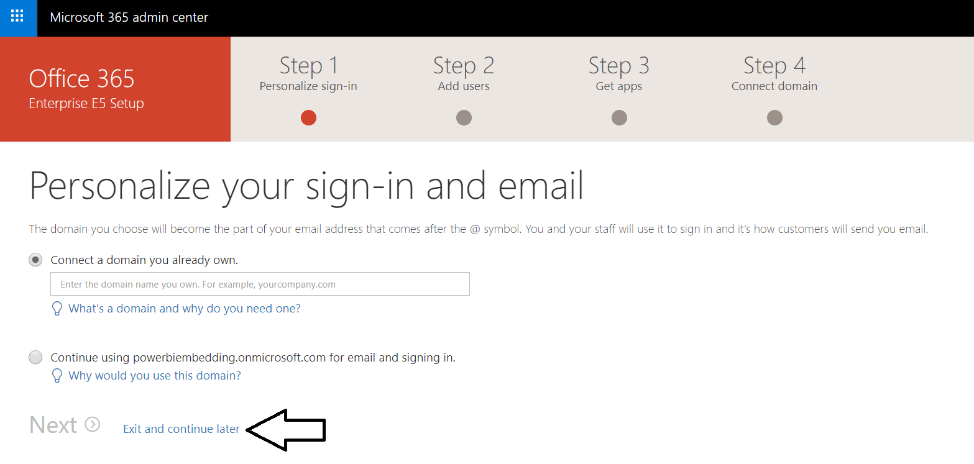 Microsoft 365 admin center
Office 365
Enterprise E5 Setup
Step 1
Personalize sign-in
Step 2
Add users
Step 3
Get apps
Step 4
Connect domain
Personalize your sign-in and email
The domain you choose will become the part of your email address that comes after the @ symbol. You and your staff will use it to sign in and it's how customers will send you email.
Connect a domain you already own.
Enter the domain name you own. For example, yourcompany.com
What's a domain and why do you need one?
Continue using powerbiembedding.onmicrosoft.com for email and signing in.
Why would you use this domain?
Next
Exit and continue later